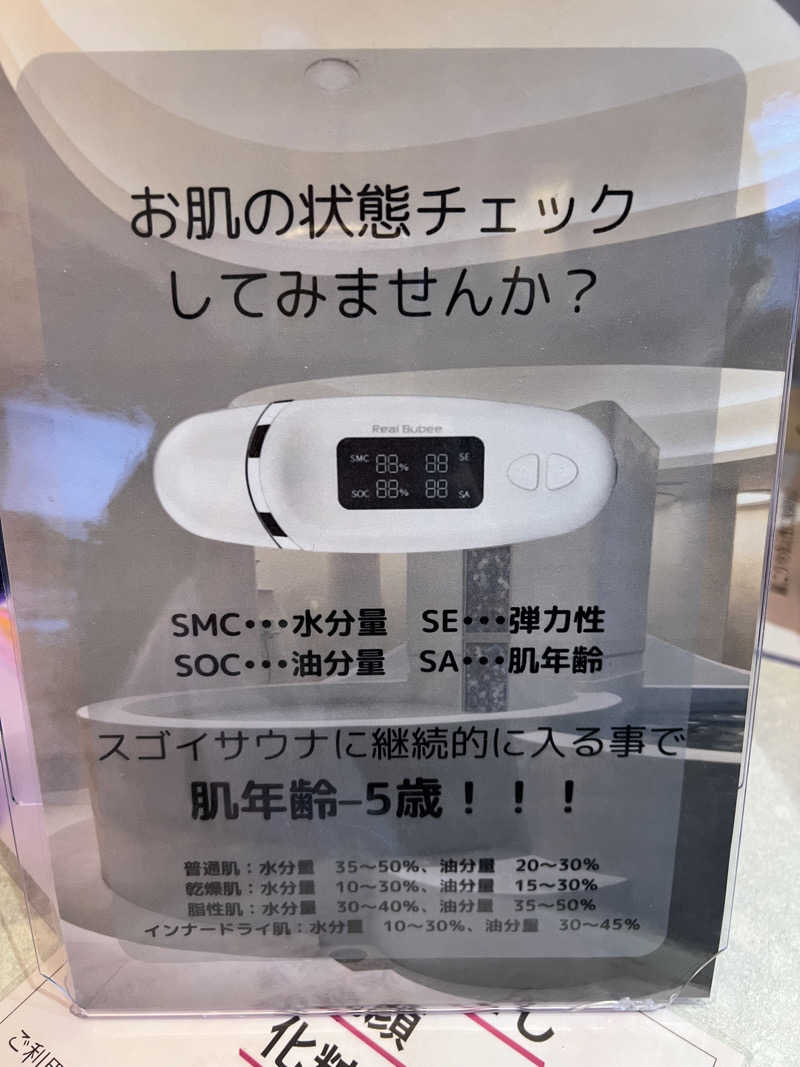 お肌の状態チェック
してみませんか？
Real Bubee
SMC 88% 88 SE
SOC 88% 88 SA
SMC･･･水分量　SE･･･弾力性
SOC･･･油分量　SA･･･肌年齢
スゴイサウナに継続的に入る事で
肌年齢−5歳！！！
普通肌：水分量　35〜50%、油分量　20〜30%
乾燥肌：水分量　10〜30%、油分量　15〜30%
脂性肌：水分量　30〜40%、油分量　35〜50%
インナードライ肌：水分量　10〜30%、油分量　30〜45%
ご利用
化粧
顔